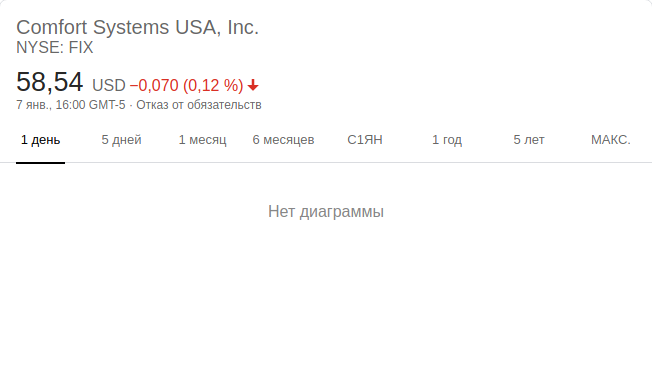 Comfort Systems USA, Inc.
NYSE: FIX
58,54 USD −0,070 (0,12 %)
7 янв., 16:00 GMT-5 · Отказ от обязательств
1 день 5 дней 1 месяц 6 месяцев С1ЯН 1 год 5 лет МАКС.
Нет диаграммы